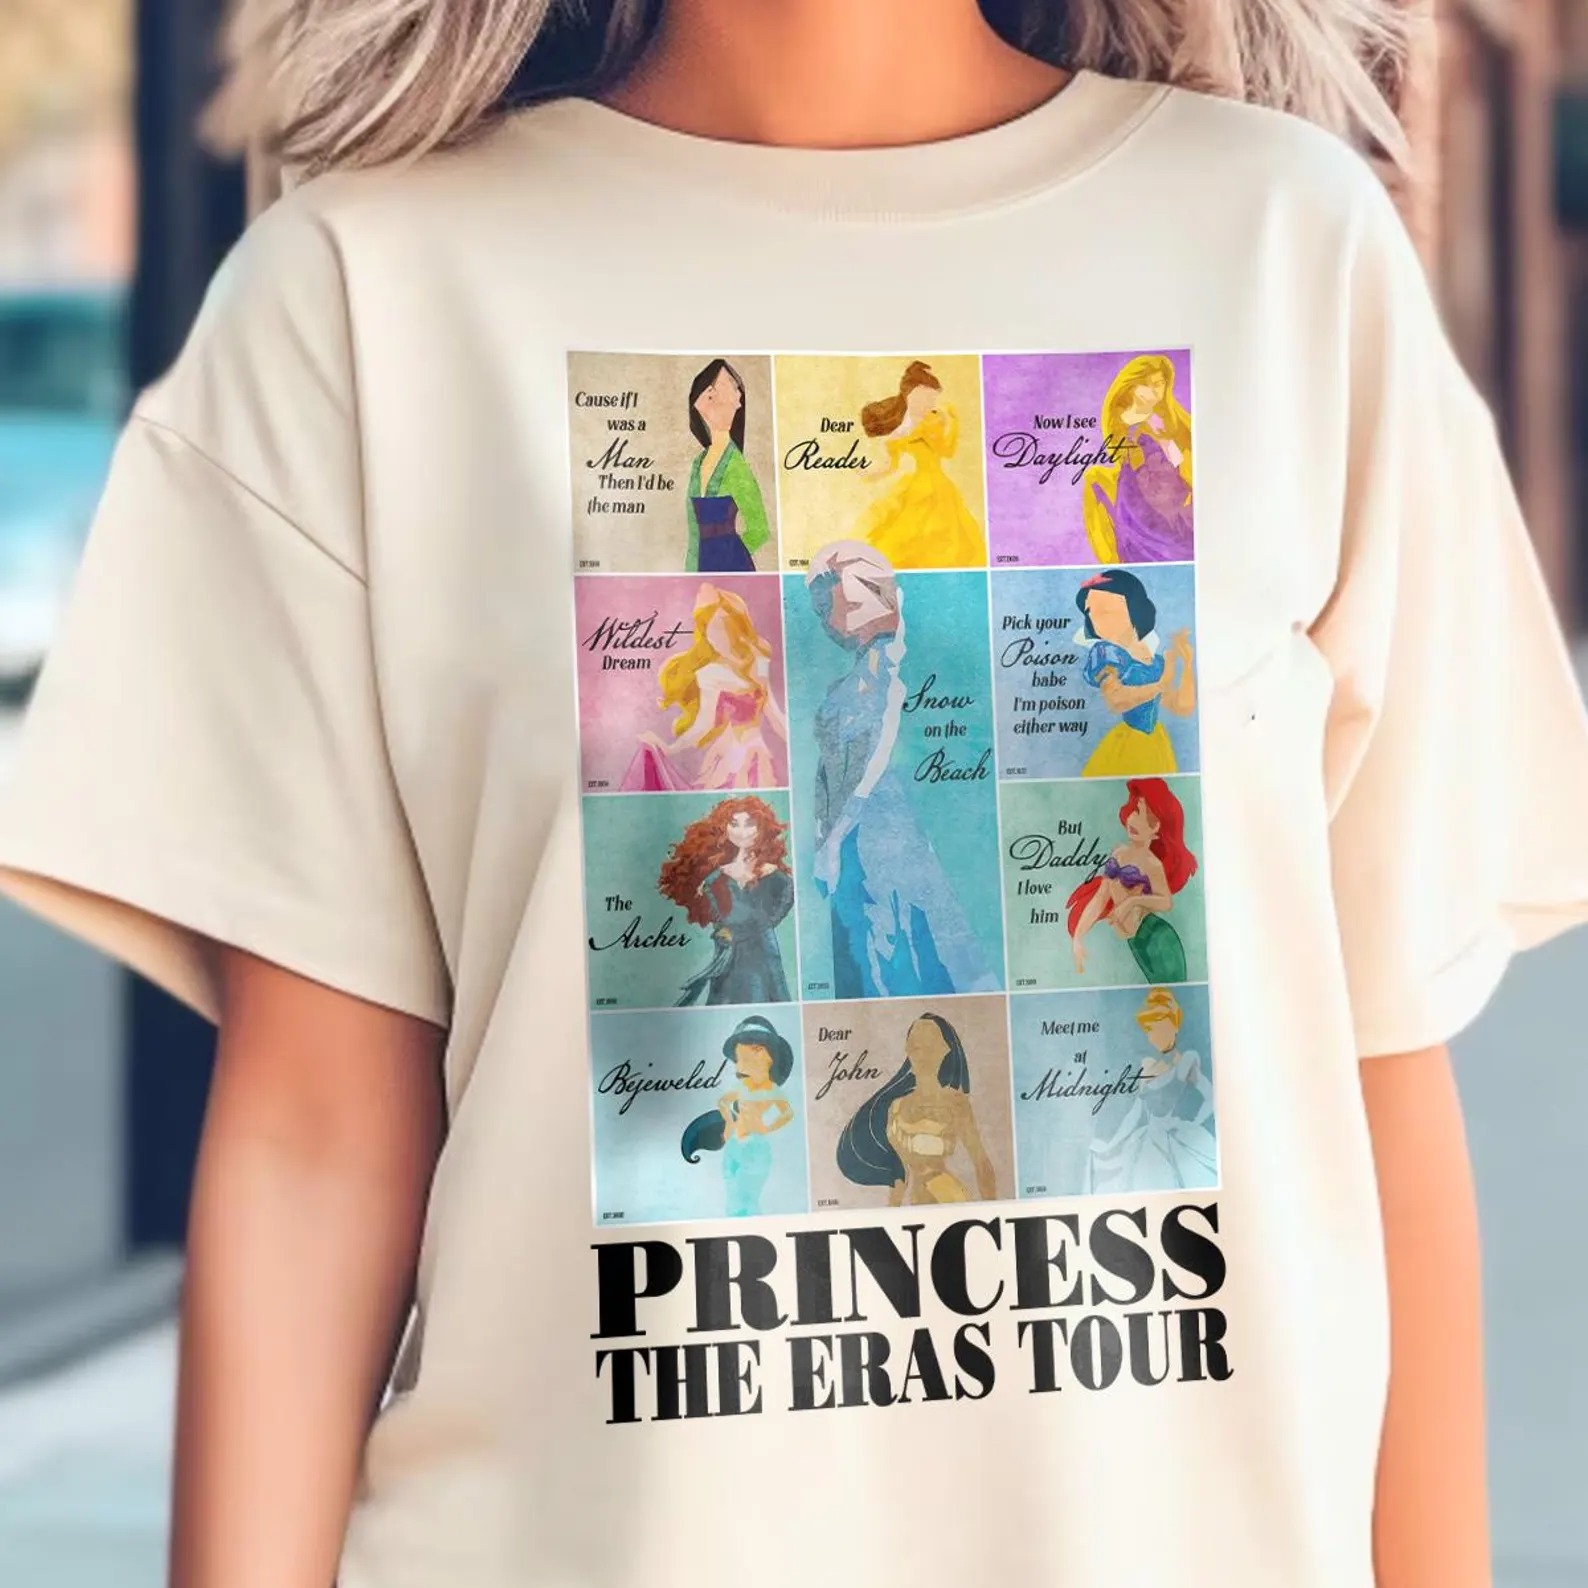 Cause if I
was a
Man
Then I'd be
the man
Dear
Reader
Now I see
Daylight
Wildest
Dream
Snow
on the
Beach
Pick your
Poison
babe
I'm poison
either way
The
Archer
But
Daddy
I love
him
Bejeweled
Dear
John
Meet me
at
Midnight
PRINCESS
THE ERAS TOUR